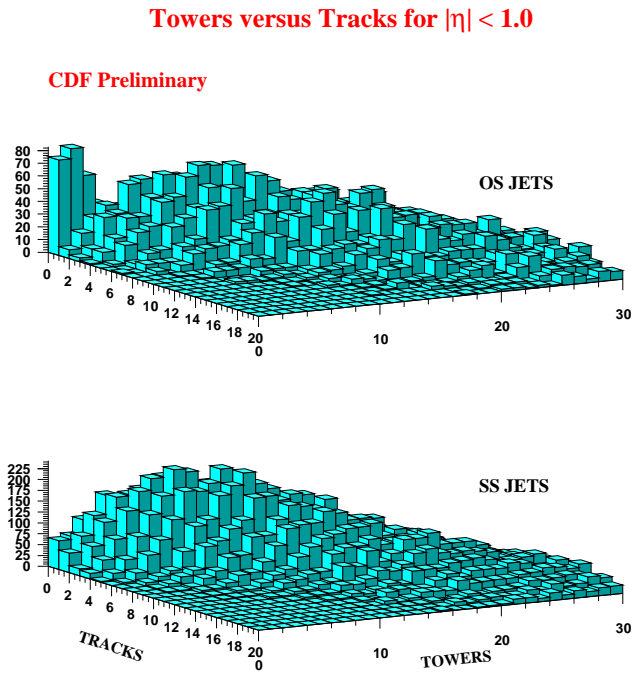 Towers versus Tracks for |η| < 1.0
CDF Preliminary
OS JETS
80
70
60
50
40
30
20
10
0
0 2 4 6 8 10 12 14 16 18 20
0 10 20 30
SS JETS
225
200
175
150
125
100
75
50
25
0
0 2 4 6 8 10 12 14 16 18 20
0 10 20 30
TRACKS
TOWERS